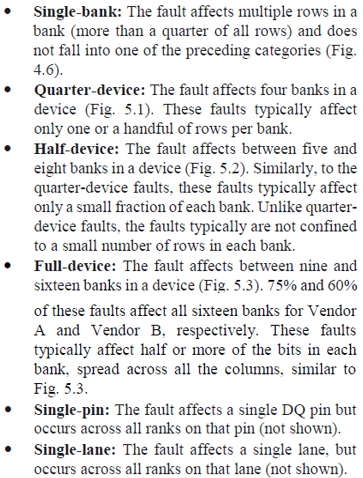 • Single-bank: The fault affects multiple rows in a
bank (more than a quarter of all rows) and does
not fall into one of the preceding categories (Fig.
4.6).
• Quarter-device: The fault affects four banks in a
device (Fig. 5.1). These faults typically affect
only one or a handful of rows per bank.
• Half-device: The fault affects between five and
eight banks in a device (Fig. 5.2). Similarly, to the
quarter-device faults, these faults typically affect
only a small fraction of each bank. Unlike quarter-
device faults, the faults typically are not confined
to a small number of rows in each bank.
• Full-device: The fault affects between nine and
sixteen banks in a device (Fig. 5.3). 75% and 60%
of these faults affect all sixteen banks for Vendor
A and Vendor B, respectively. These faults
typically affect half or more of the bits in each
bank, spread across all the columns, similar to
Fig. 5.3.
• Single-pin: The fault affects a single DQ pin but
occurs across all ranks on that pin (not shown).
• Single-lane: The fault affects a single lane, but
occurs across all ranks on that lane (not shown).